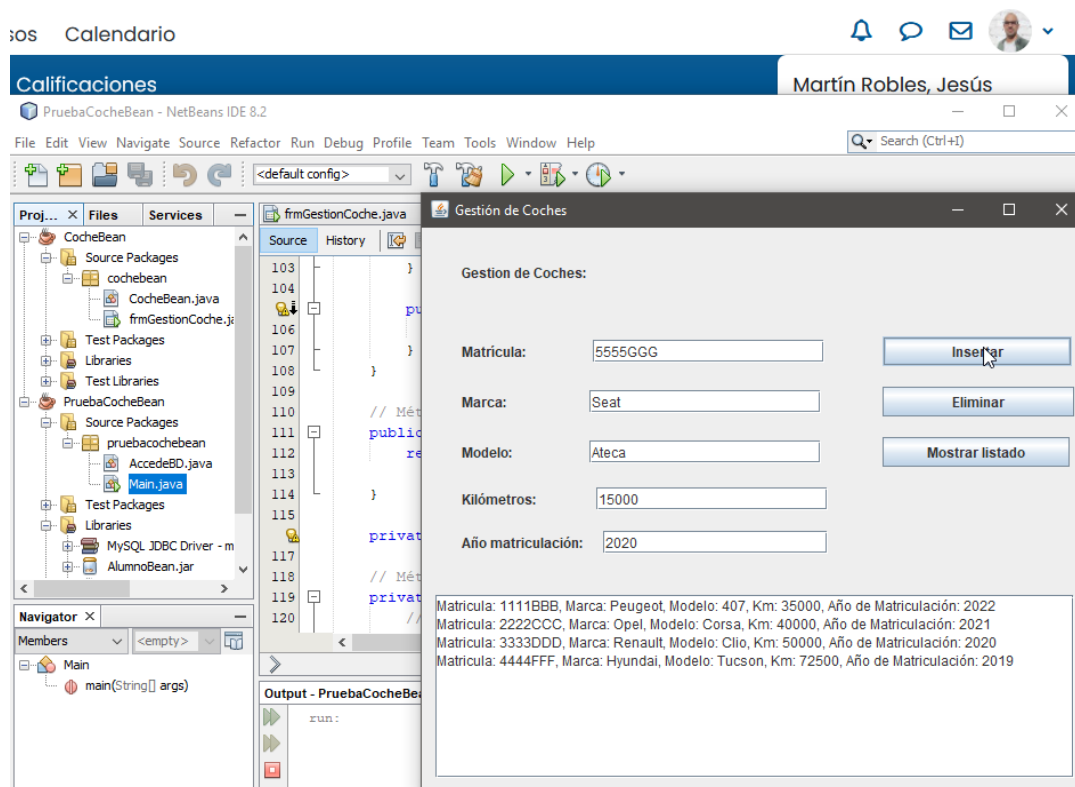 sos Calendario
Calificaciones
Martín Robles, Jesús
PruebaCocheBean - NetBeans IDE 8.2
File Edit View Navigate Source Refactor Run Debug Profile Team Tools Window Help
Search (Ctrl+I)
<default config>
Proj... Files Services
CocheBean
Source Packages
cochebean
CocheBean.java
frmGestionCoche.ja
Test Packages
Libraries
Test Libraries
PruebaCocheBean
Source Packages
pruebacochebean
AccedeBD.java
Main.java
Test Packages
Libraries
MySQL JDBC Driver - m
AlumnoBean.jar
Navigator
Members <empty>
Main
main(String[] args)
frmGestionCoche.java
Source History
103 }
104
pu
106
107 }
108 }
109
110 // Mét
111 public
112 re
113
114 }
115
privat
117
118 // Mét
119 privat
120 //
Output - PruebaCocheBea
run:
Gestión de Coches
Gestion de Coches:
Matrícula: 5555GGG Insertar
Marca: Seat Eliminar
Modelo: Ateca Mostrar listado
Kilómetros: 15000
Año matriculación: 2020
Matricula: 1111BBB, Marca: Peugeot, Modelo: 407, Km: 35000, Año de Matriculación: 2022
Matricula: 2222CCC, Marca: Opel, Modelo: Corsa, Km: 40000, Año de Matriculación: 2021
Matricula: 3333DDD, Marca: Renault, Modelo: Clio, Km: 50000, Año de Matriculación: 2020
Matricula: 4444FFF, Marca: Hyundai, Modelo: Tucson, Km: 72500, Año de Matriculación: 2019